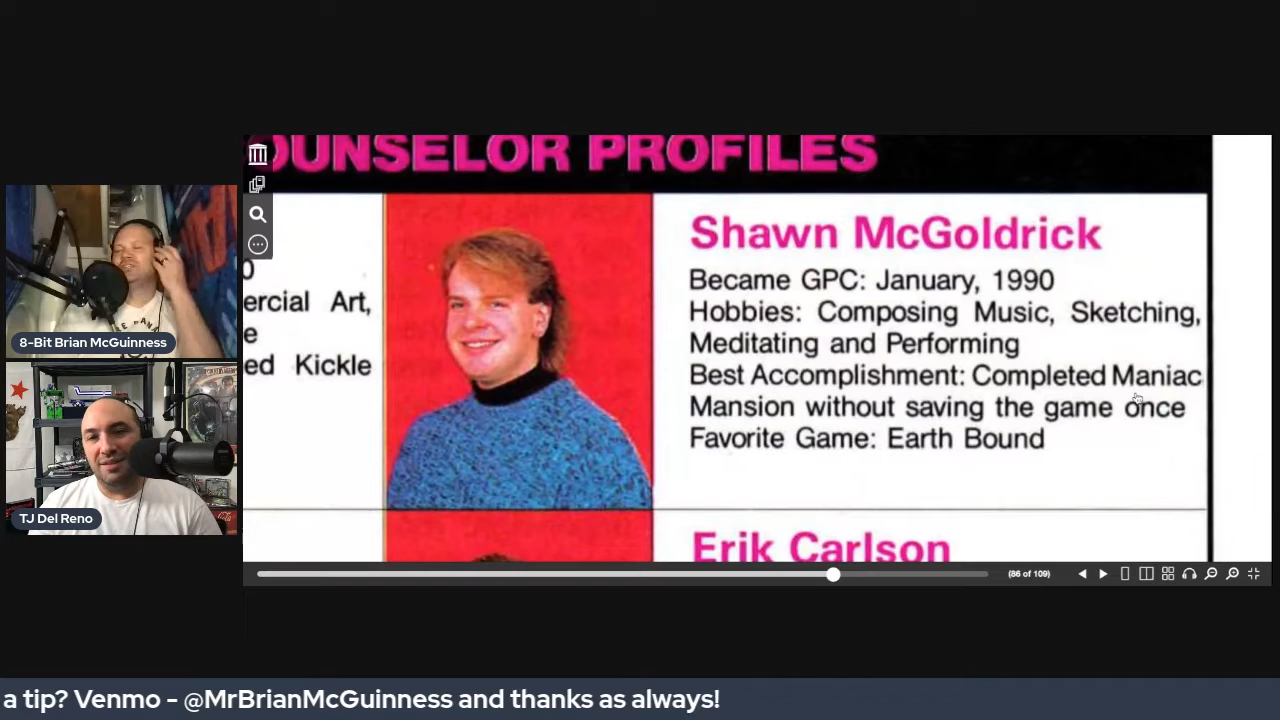 OUNSELOR PROFILES
0
ercial Art,
e
ed Kickle
Shawn McGoldrick
Became GPC: January, 1990
Hobbies: Composing Music, Sketching,
Meditating and Performing
Best Accomplishment: Completed Maniac
Mansion without saving the game once
Favorite Game: Earth Bound
Erik Carlson
8-Bit Brian McGuinness
TJ Del Reno
(86 of 109)
a tip? Venmo - @MrBrianMcGuinness and thanks as always!